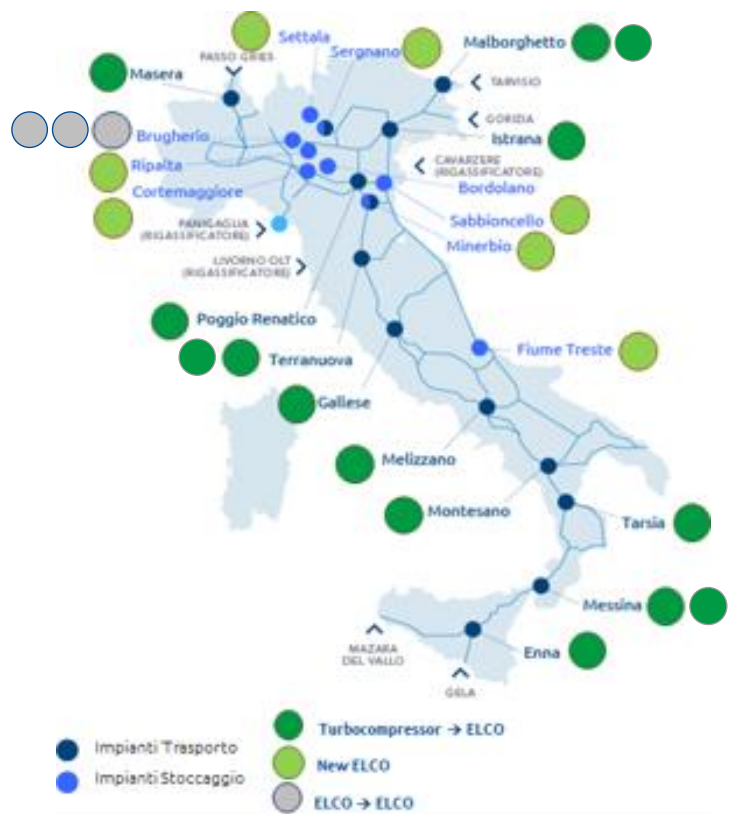 Settala
Sergnano
Malborghetto
PASSO GRIES
Masera
TARVISIO
GORIDA
Brugherio
Istrana
Ripalta
CAVARZERE
(RIGASSIFICATORE)
Cortemaggiore
Bordolano
PANIGAGLIA
(RIGASSIFICATORE)
Sabbioncello
Minerbio
LIVORNO OLT
(RIGASSIFICATORE)
Poggio Renatico
Terranuova
Fiume Treste
Gallese
Melizzano
Montesano
Tarsia
Messina
MAZARA
DEL VALLO
Enna
GELA
Impianti Trasporto
Impianti Stoccaggio
Turbocompressor → ELCO
New ELCO
ELCO → ELCO